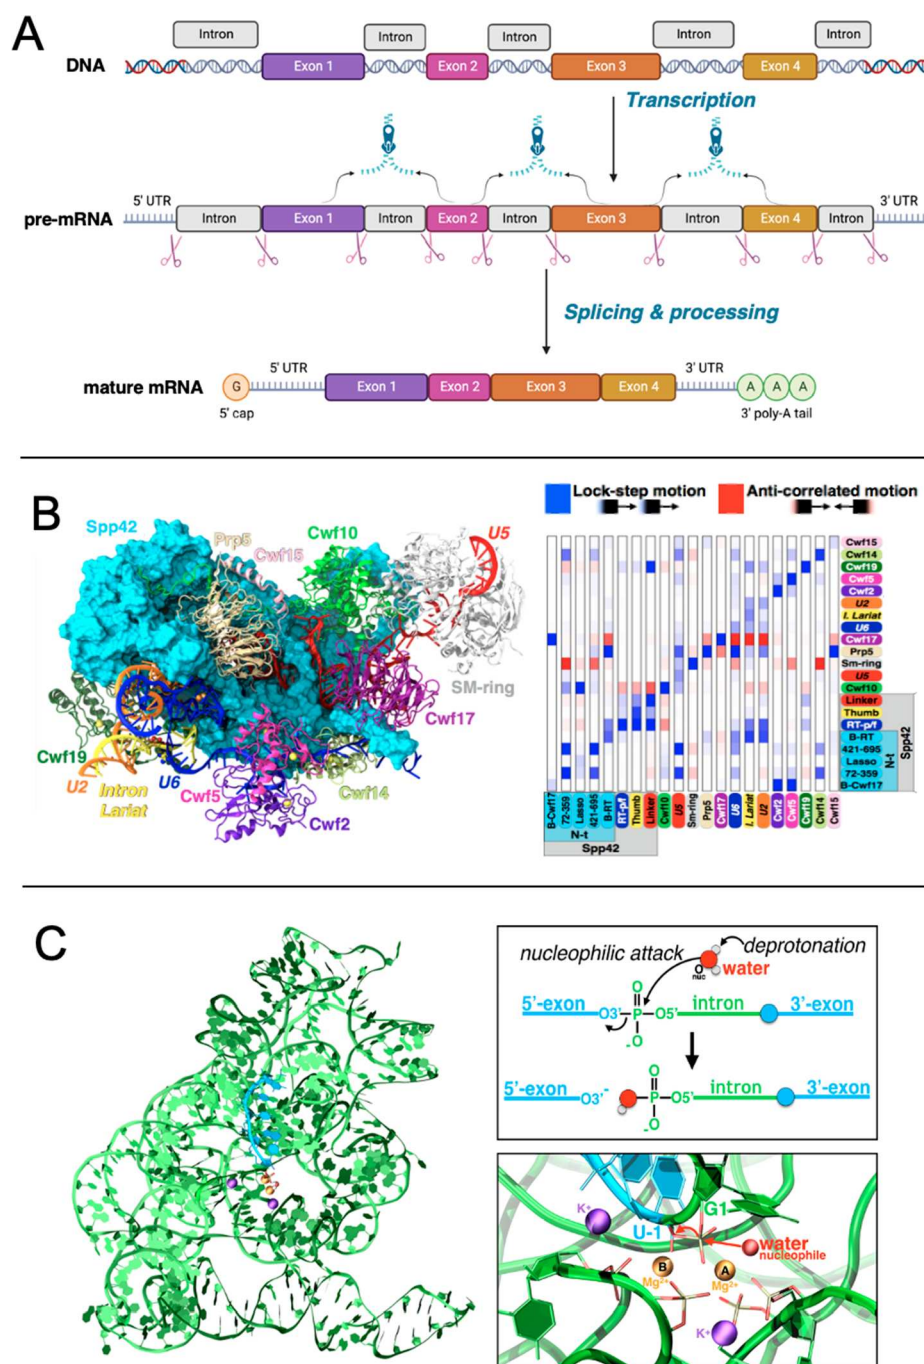 A
Intron Intron Intron Intron Intron
DNA Exon 1 Exon 2 Exon 3 Exon 4
Transcription
5' UTR 3' UTR
pre-mRNA Intron Exon 1 Intron Exon 2 Intron Exon 3 Intron Exon 4 Intron
Splicing & processing
5' UTR 3' UTR
mature mRNA G Exon 1 Exon 2 Exon 3 Exon 4 A A A
5' cap 3' poly-A tail
B
Spp42
Prp5
Cwf15
Cwf10
U5
SM-ring
Cwf17
Cwf19
U2
Intron
Lariat
U6
Cwf5
Cwf14
Cwf2
Lock-step motion Anti-correlated motion
Cwf15
Cwf14
Cwf19
Cwf5
Cwf2
U2
I. Lariat
U6
Cwf17
Prp5
Sm-ring
U5
Cwf10
Linker
Thumb
RT-p/f
B-RT
421-695
Lasso
72-359
B-Cwf17
N-t
Spp42
B-Cwf17 72-359 Lasso 421-695 B-RT RT-p/f Thumb Linker Cwf10 U5 Sm-ring Prp5 Cwf17 U6 I. Lariat U2 Cwf2 Cwf5 Cwf19 Cwf14 Cwf15
N-t
Spp42
C
nucleophilic attack deprotonation
O nuc water
5'-exon O3' P O5' intron 3'-exon
O
-O
5'-exon O3'- P O5' intron 3'-exon
O
-O
K+
U-1
G1
water
nucleophile
B
Mg2+
A
Mg2+
K+